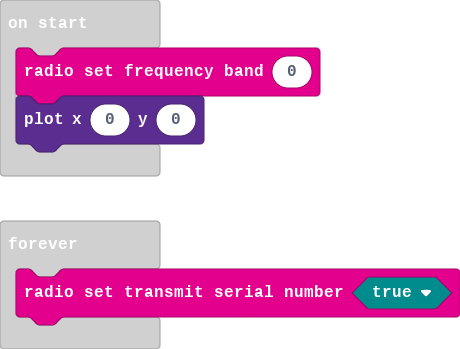 on start
radio set frequency band 0
plot x 0 y 0
forever
radio set transmit serial number true